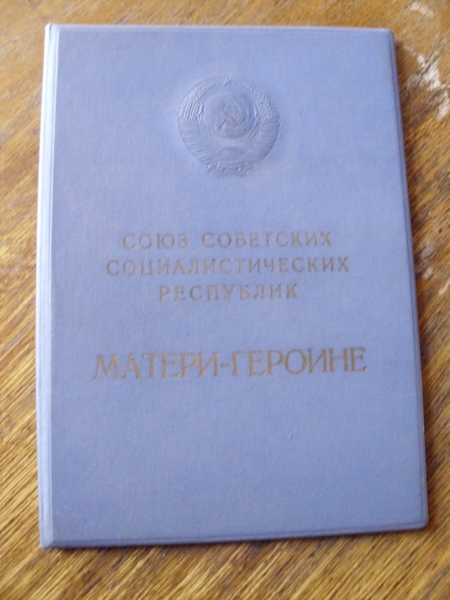 СОЮЗ СОВЕТСКИХ
СОЦИАЛИСТИЧЕСКИХ
РЕСПУБЛИК
МАТЕРИ-ГЕРОИНЕ